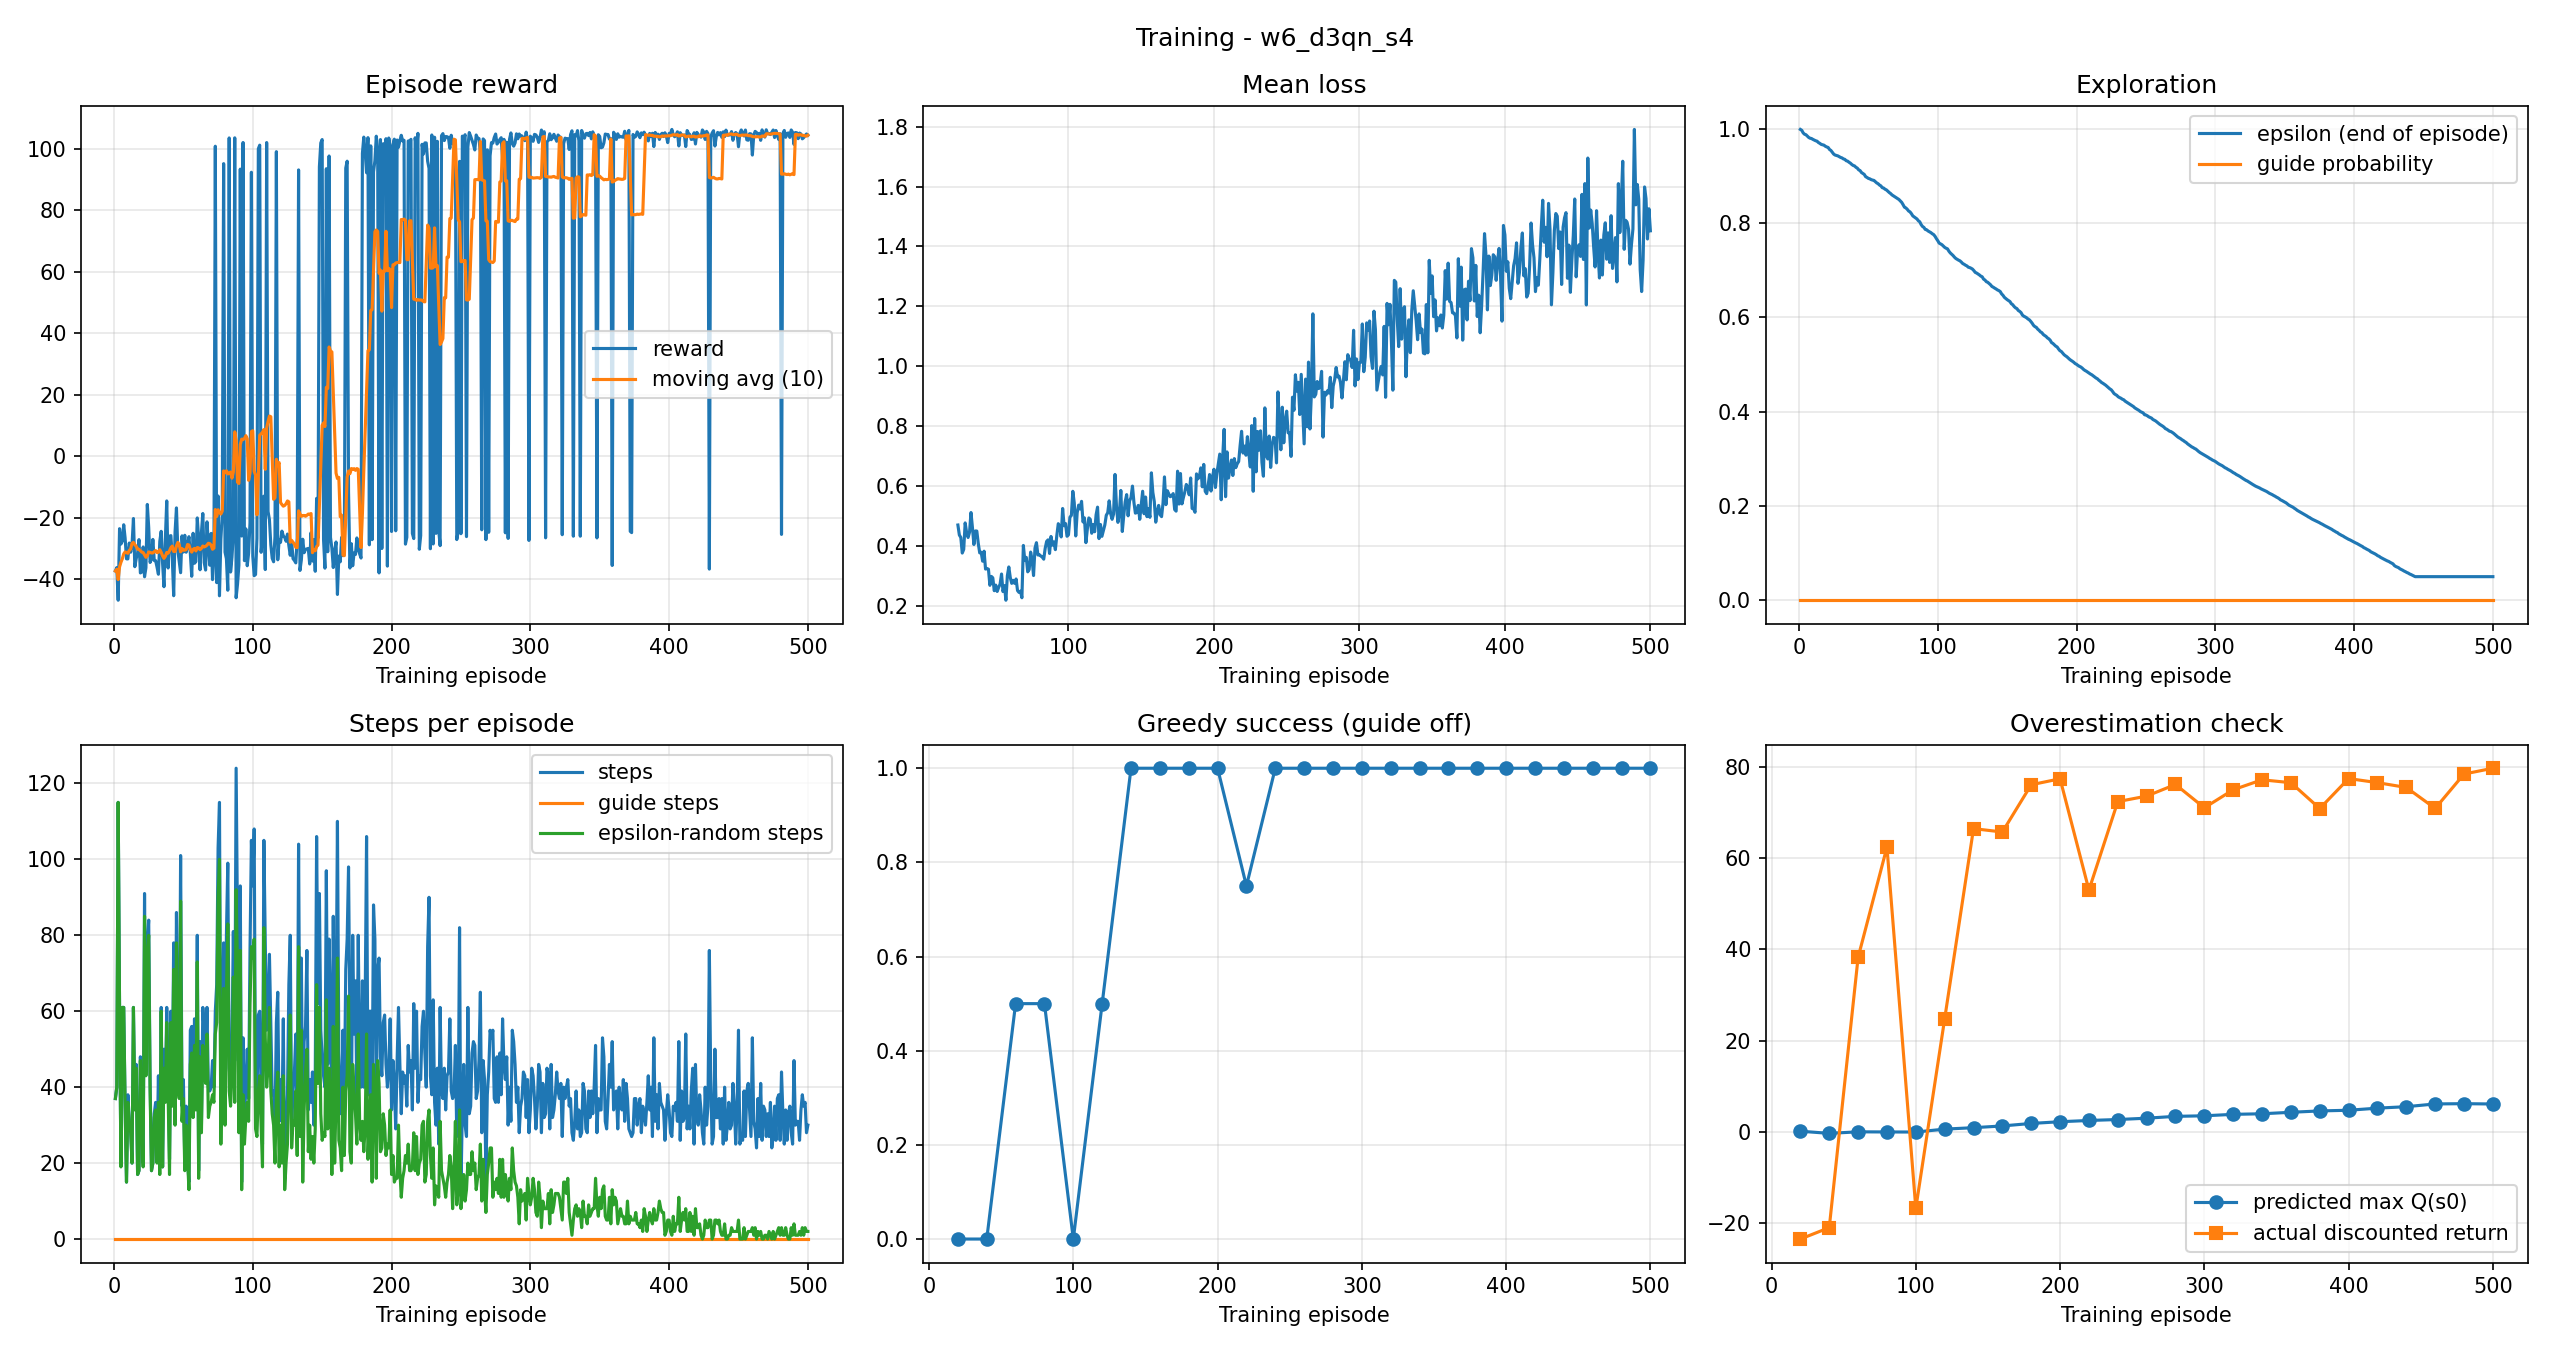 Training - w6_d3qn_s4
Episode reward
100
80
60
40
20
0
−20
−40
reward
moving avg (10)
0 100 200 300 400 500
Training episode
Mean loss
1.8
1.6
1.4
1.2
1.0
0.8
0.6
0.4
0.2
100 200 300 400 500
Training episode
Exploration
1.0
0.8
0.6
0.4
0.2
0.0
epsilon (end of episode)
guide probability
0 100 200 300 400 500
Training episode
Steps per episode
120
100
80
60
40
20
0
steps
guide steps
epsilon-random steps
0 100 200 300 400 500
Training episode
Greedy success (guide off)
1.0
0.8
0.6
0.4
0.2
0.0
0 100 200 300 400 500
Training episode
Overestimation check
80
60
40
20
0
−20
predicted max Q(s0)
actual discounted return
0 100 200 300 400 500
Training episode